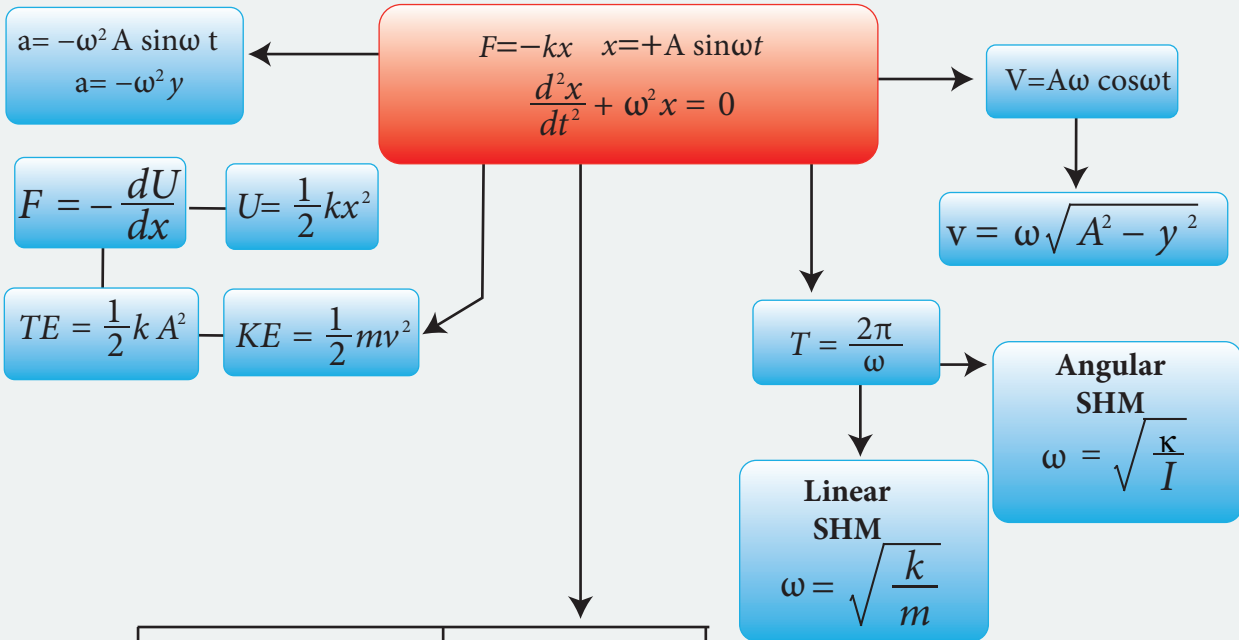 a= −ω² A sinω t
a= −ω² y
F=−kx x=+A sinωt
d²x/dt² + ω²x = 0
V=Aω cosωt
v = ω√(A² − y²)
F = − dU/dx
U= 1/2 kx²
TE = 1/2 k A²
KE = 1/2 mv²
T = 2π/ω
Angular
SHM
ω = √(κ/I)
Linear
SHM
ω = √(k/m)